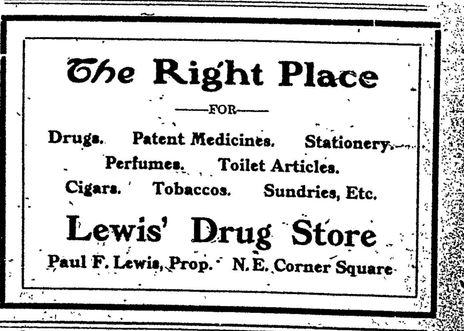 The Right Place
FOR
Drugs. Patent Medicines. Stationery.
Perfumes. Toilet Articles.
Cigars. Tobaccos. Sundries, Etc.
Lewis' Drug Store
Paul F. Lewis, Prop. N. E. Corner Square